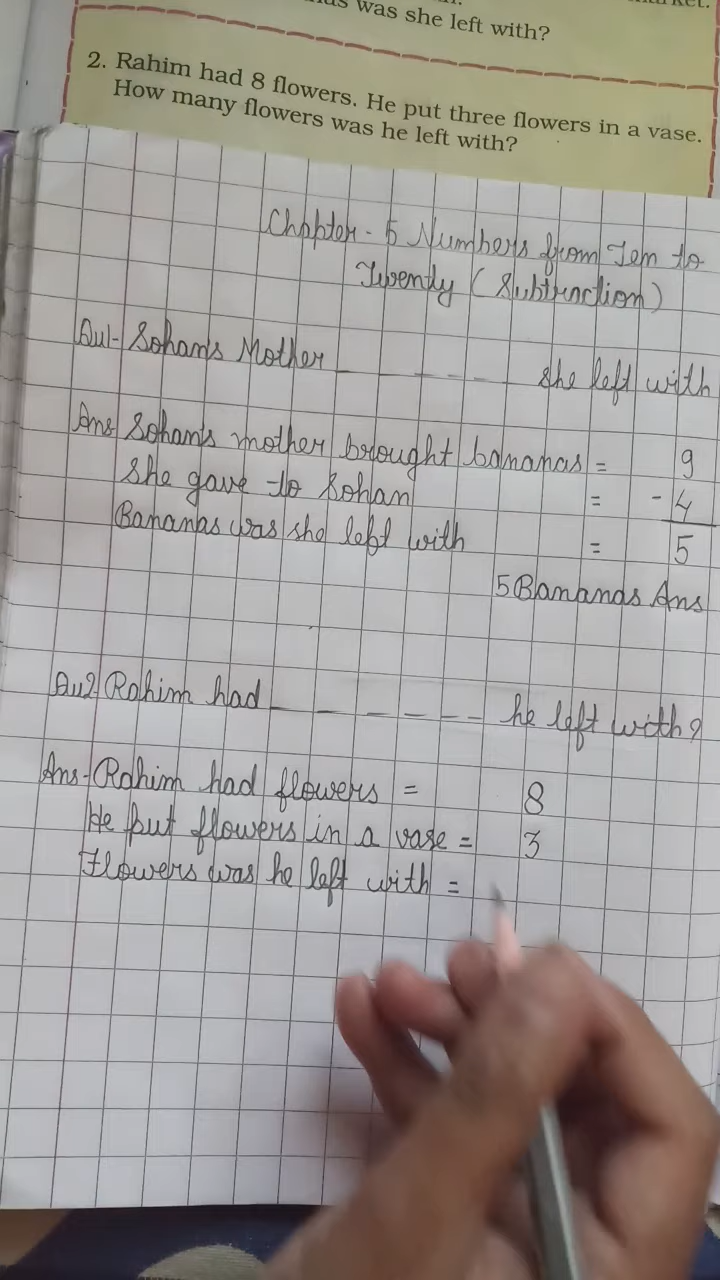 was she left with?
2. Rahim had 8 flowers. He put three flowers in a vase.
How many flowers was he left with?
Chapter - 5 Numbers from Ten to
Twenty (Subtraction)
Qu1- Sohan's Mother _ _ _ _ _ she left with
Ans Sohan's mother brought bananas = 9
She gave to Sohan = - 4
Bananas was she left with = 5
5 Bananas Ans
Qu2 Rahim had _ _ _ _ _ he left with?
Ans- Rahim had flowers = 8
He put flowers in a vase = 3
Flowers was he left with =